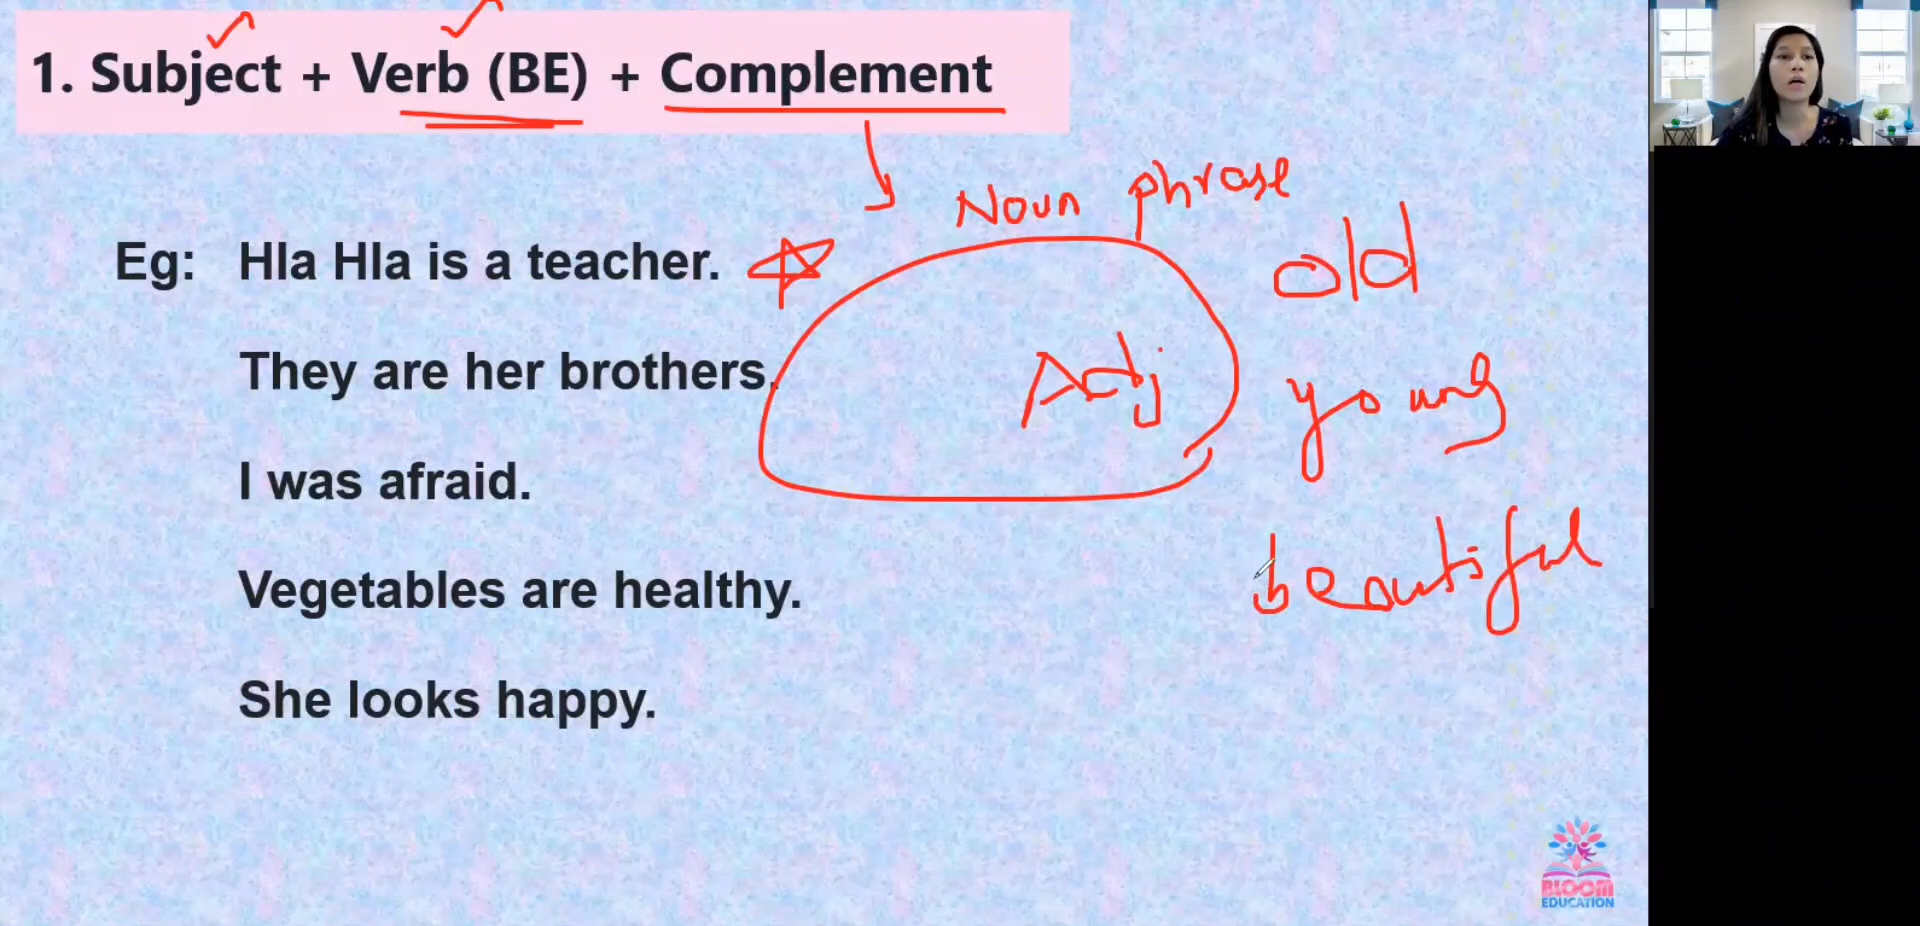 1. Subject + Verb (BE) + Complement
Noun phrase
Eg: Hla Hla is a teacher.
old
They are her brothers.
Adj
young
I was afraid.
Vegetables are healthy.
beautiful
She looks happy.
BLOOM
EDUCATION